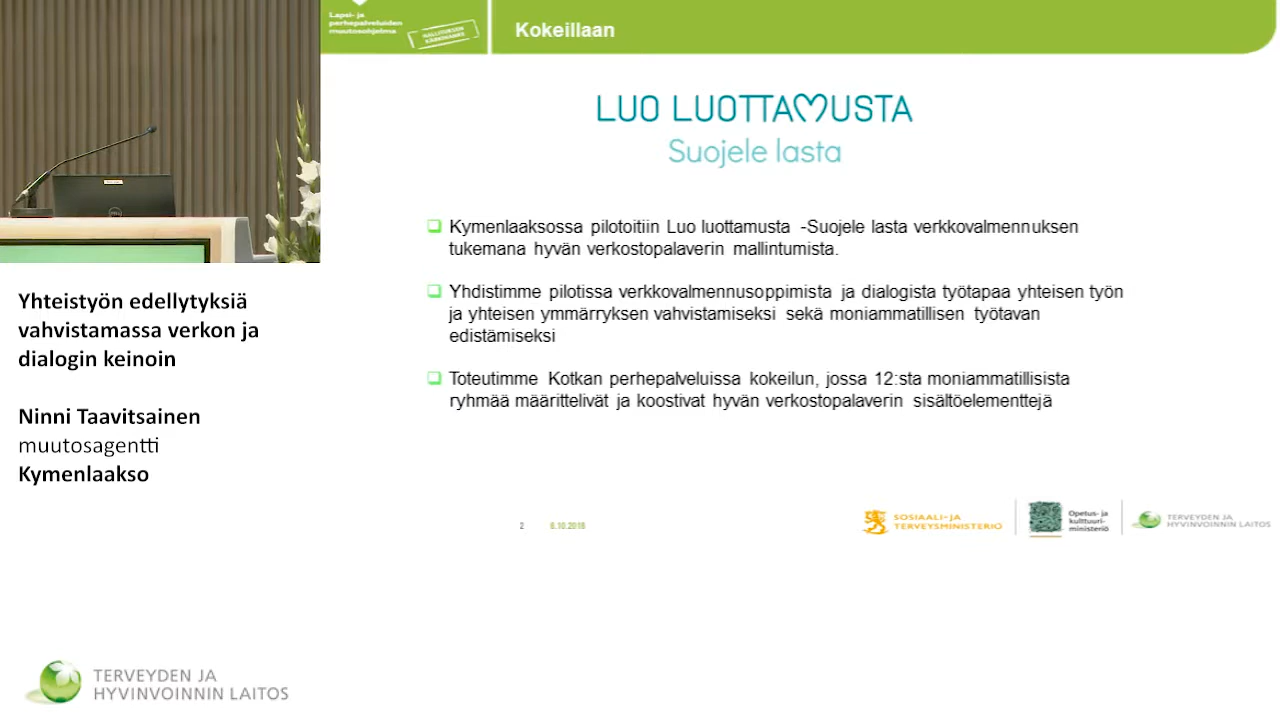 Lapsi- ja
perhepalveluiden
muutosohjelma
HALLITUKSEN
KÄRKIHANKE
Kokeillaan
LUO LUOTTAMUSTA
Suojele lasta
Kymenlaaksossa pilotoitiin Luo luottamusta -Suojele lasta verkkovalmennuksen
tukemana hyvän verkostopalaverin mallintumista.
Yhdistimme pilotissa verkkovalmennusoppimista ja dialogista työtapaa yhteisen työn
ja yhteisen ymmärryksen vahvistamiseksi sekä moniammatillisen työtavan
edistämiseksi
Toteutimme Kotkan perhepalveluissa kokeilun, jossa 12:sta moniammatillisista
ryhmää määrittelivät ja koostivat hyvän verkostopalaverin sisältöelementtejä
2 6.10.2018
SOSIAALI- JA
TERVEYSMINISTERIÖ
Opetus- ja
kulttuuri-
ministeriö
TERVEYDEN JA
HYVINVOINNIN LAITOS
Yhteistyön edellytyksiä
vahvistamassa verkon ja
dialogin keinoin
Ninni Taavitsainen
muutosagentti
Kymenlaakso
TERVEYDEN JA
HYVINVOINNIN LAITOS